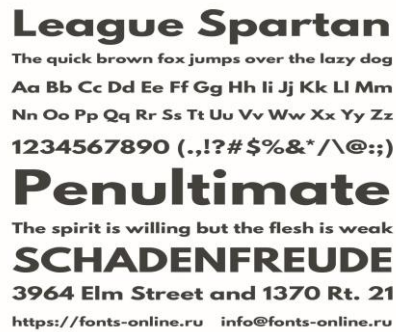 League Spartan
The quick brown fox jumps over the lazy dog
Aa Bb Cc Dd Ee Ff Gg Hh Ii Jj Kk Ll Mm
Nn Oo Pp Qq Rr Ss Tt Uu Vv Ww Xx Yy Zz
1234567890 (.,!?#$%&*/\@:;)
Penultimate
The spirit is willing but the flesh is weak
SCHADENFREUDE
3964 Elm Street and 1370 Rt. 21
https://fonts-online.ru info@fonts-online.ru